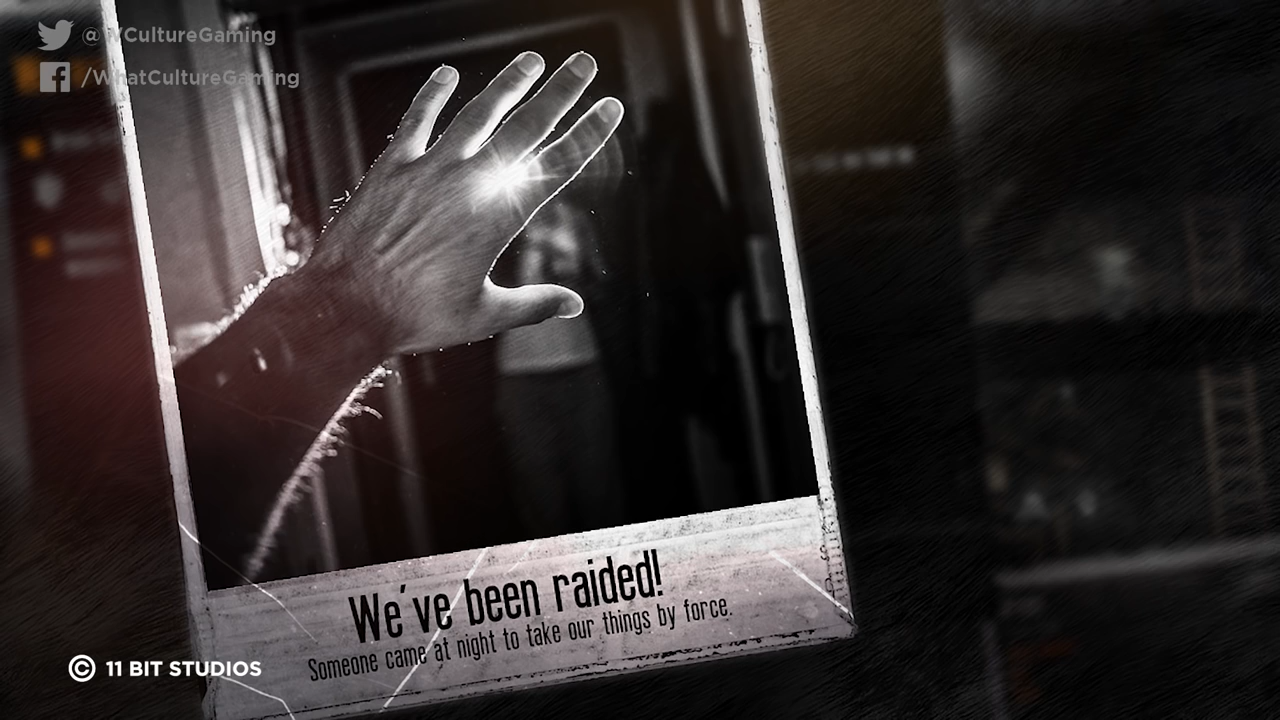 @WCultureGaming
/WhatCultureGaming
We've been raided!
Someone came at night to take our things by force.
© 11 BIT STUDIOS